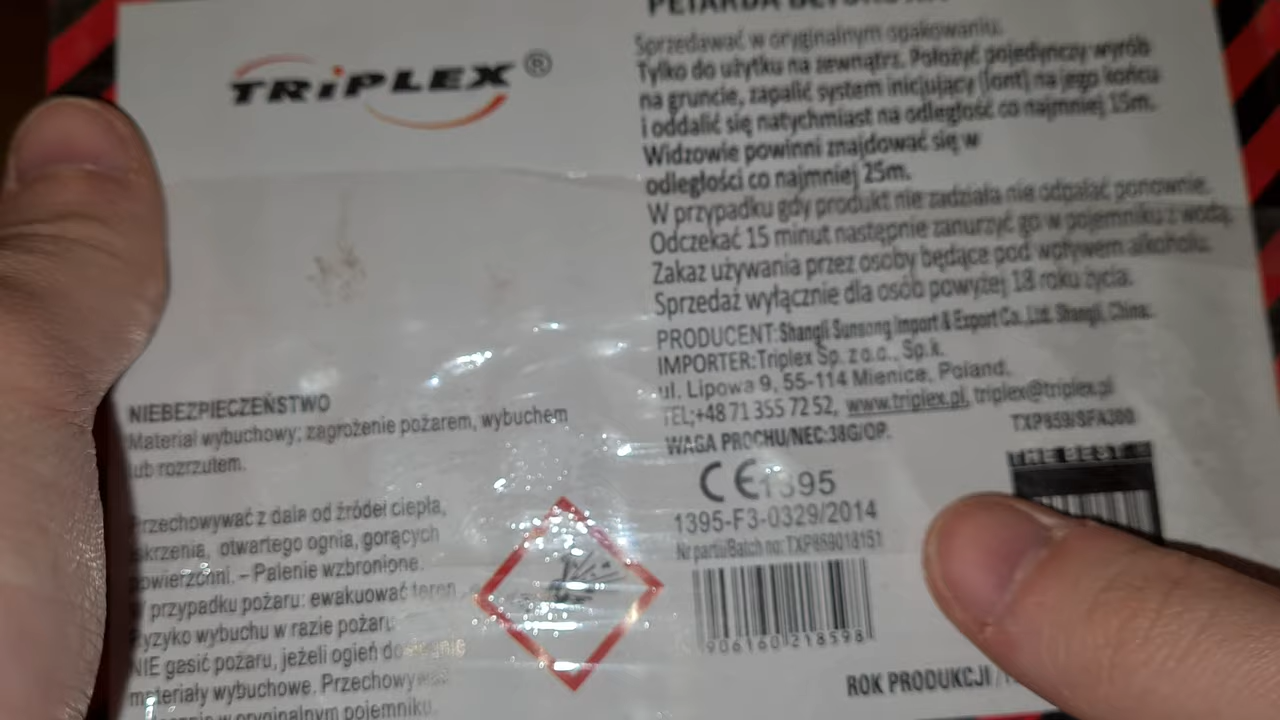 TRiPLEX®
PETARDA
Sprzedawać w oryginalnym opakowaniu.
Tylko do użytku na zewnątrz. Położyć pojedynczy wyrób
na gruncie, zapalić system inicjujący (lont) na jego końcu
i oddalić się natychmiast na odległość co najmniej 15m.
Widzowie powinni znajdować się w
odległości co najmniej 25m.
W przypadku gdy produkt nie zadziała nie odpalać ponownie.
Odczekać 15 minut następnie zanurzyć go w pojemniku z wodą.
Zakaz używania przez osoby będące pod wpływem alkoholu.
Sprzedaż wyłącznie dla osób powyżej 18 roku życia.
PRODUCENT: Shangli Sunsong Import & Export Co., Ltd. Shangli, China.
IMPORTER: Triplex Sp. z o.o., Sp.k.
ul. Lipowa 9, 55-114 Mienice, Poland.
TEL;+48 71 355 72 52, www.triplex.pl, triplex@triplex.pl
TXP859/SFA300
WAGA PROCHU/NEC:38G/OP.
CE 1395
1395-F3-0329/2014
Nr partii/Batch no: TXP859018151
906160 218598
THE BEST
ROK PRODUKCJI /
NIEBEZPIECZEŃSTWO
Materiał wybuchowy; zagrożenie pożarem, wybuchem
lub rozrzutem.
Przechowywać z dala od źródeł ciepła,
iskrzenia, otwartego ognia, gorących
powierzchni. – Palenie wzbronione.
W przypadku pożaru: ewakuować teren.
Ryzyko wybuchu w razie pożaru.
NIE gasić pożaru, jeżeli ogień
materiały wybuchowe. Przechowywać
w oryginalnym pojemniku.